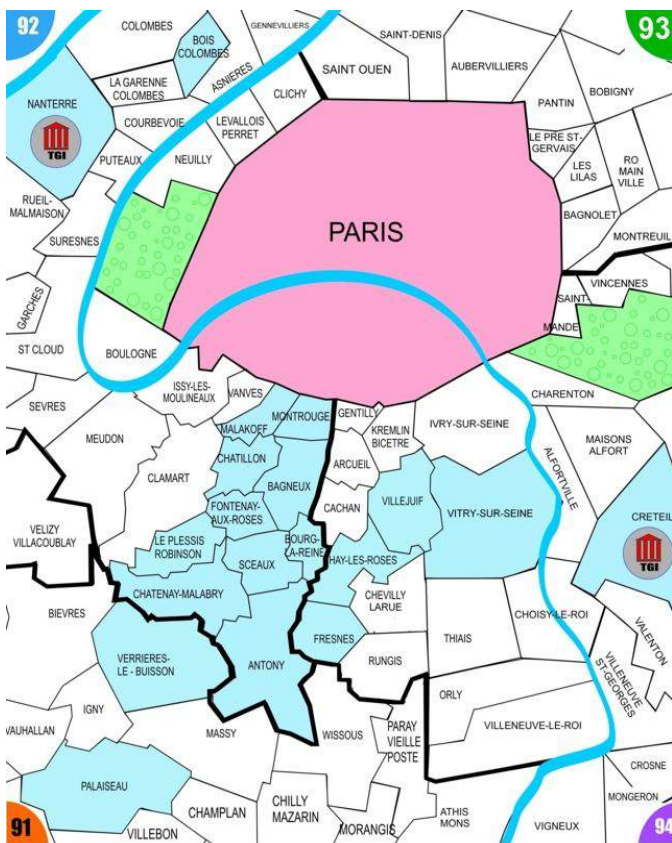 92
COLOMBES
GENNEVILLIERS
SAINT-DENIS
93
BOIS
COLOMBES
SAINT OUEN
AUBERVILLIERS
LA GARENNE
COLOMBES
ASNIERES
CLICHY
BOBIGNY
NANTERRE
PANTIN
COURBEVOIE
LEVALLOIS
PERRET
TGI
PUTEAUX
NEUILLY
LE PRE ST-
GERVAIS
LES
LILAS
RO
MAIN
VILLE
RUEIL-
MALMAISON
BAGNOLET
SURESNES
PARIS
MONTREUIL
VINCENNES
GARCHES
SAINT-
MANDE
ST CLOUD
BOULOGNE
ISSY-LES-
MOULINEAUX
VANVES
CHARENTON
SEVRES
MONTROUGE
GENTILLY
MALAKOFF
KREMLIN
BICETRE
IVRY-SUR-SEINE
MEUDON
MAISONS
ALFORT
CHATILLON
ARCUEIL
ALFORTVILLE
CLAMART
BAGNEUX
VILLEJUIF
FONTENAY-
AUX-ROSES
CACHAN
VITRY-SUR-SEINE
CRETEIL
VELIZY
VILLACOUBLAY
LE PLESSIS
ROBINSON
BOURG-
LA-REINE
TGI
SCEAUX
HAY-LES-ROSES
CHATENAY-MALABRY
CHEVILLY
LARUE
BIEVRES
CHOISY-LE-ROI
VALENTON
FRESNES
THIAIS
VERRIERES-
LE - BUISSON
ANTONY
RUNGIS
VILLENEUVE
ST-GEORGES
IGNY
ORLY
VAUHALLAN
MASSY
WISSOUS
PARAY
VIEILLE
POSTE
VILLENEUVE-LE-ROI
CROSNE
PALAISEAU
MONGERON
CHAMPLAN
CHILLY
MAZARIN
ATHIS
MONS
91
VILLEBON
MORANGIS
VIGNEUX
94